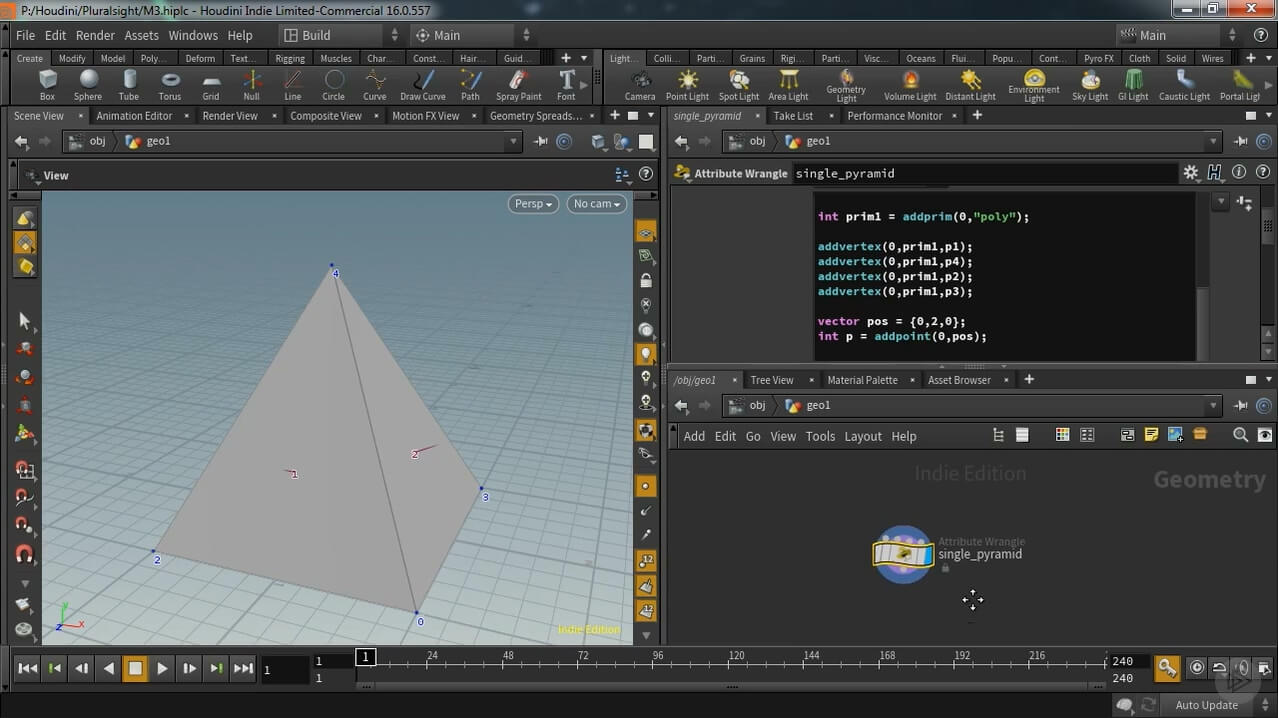 P:/Houdini/Pluralsight/M3.hiplc - Houdini Indie Limited-Commercial 16.0.557
File Edit Render Assets Windows Help Build Main Main
Create Modify Model Poly... Deform Text... Rigging Muscles Char... Const... Hair... Guid... Light... Colli... Parti... Grains Rigi... Parti... Visc... Oceans Flui... Popu... Cont... Pyro FX Cloth Solid Wires
Box Sphere Tube Torus Grid Null Line Circle Curve Draw Curve Path Spray Paint Font Camera Point Light Spot Light Area Light Geometry Light Volume Light Distant Light Environment Light Sky Light GI Light Caustic Light Portal Ligh
Scene View Animation Editor Render View Composite View Motion FX View Geometry Spreads... single_pyramid Take List Performance Monitor
obj geo1 obj geo1
View
Attribute Wrangle single_pyramid
Persp No cam
int prim1 = addprim(0,"poly");
addvertex(0,prim1,p1);
addvertex(0,prim1,p4);
addvertex(0,prim1,p2);
addvertex(0,prim1,p3);
vector pos = {0,2,0};
int p = addpoint(0,pos);
4
2
1
3
2
0
y
z x
Indie Edition
12
12
/obj/geo1 Tree View Material Palette Asset Browser
obj geo1
Add Edit Go View Tools Layout Help
Indie Edition
Geometry
Attribute Wrangle
single_pyramid
1 1 1 1 24 48 72 96 120 144 168 192 216 240
240
Auto Update